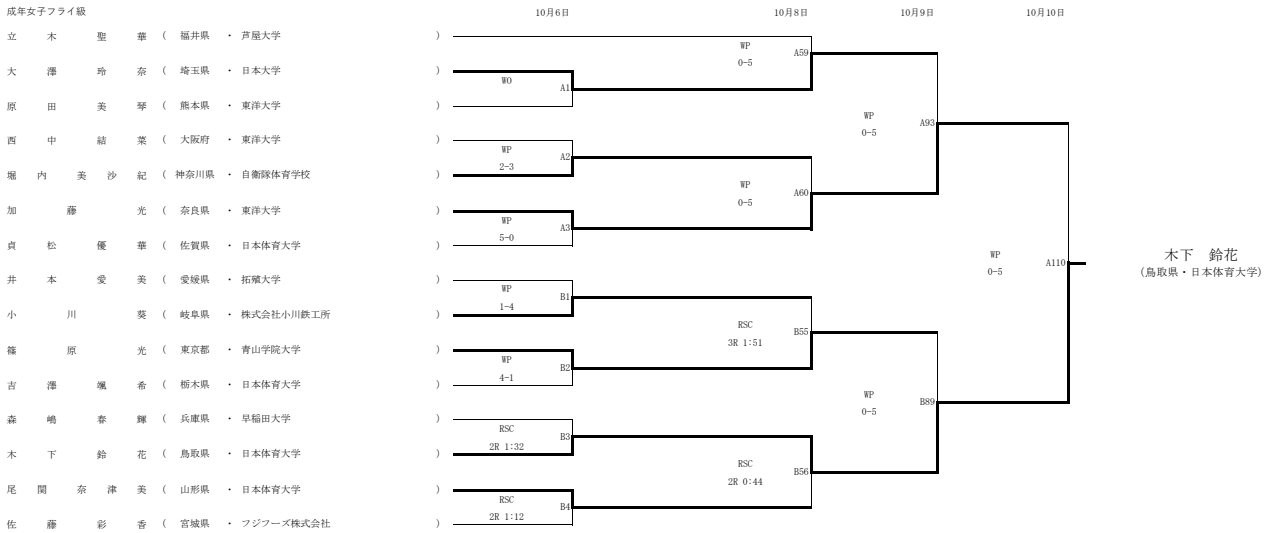 成年女子フライ級 10月6日 10月8日 10月9日 10月10日
立木聖華 ( 福井県 ・ 芦屋大学 )
WP
0-5
A59
大澤玲奈 ( 埼玉県 ・ 日本大学 )
WO
A1
原田美琴 ( 熊本県 ・ 東洋大学 )
WP
0-5
A93
西中結菜 ( 大阪府 ・ 東洋大学 )
WP
2-3
A2
堀内美沙紀 ( 神奈川県 ・ 自衛隊体育学校 )
WP
0-5
A60
加藤光 ( 奈良県 ・ 東洋大学 )
WP
5-0
A3
貞松優華 ( 佐賀県 ・ 日本体育大学 )
WP
0-5
A110
木下 鈴花
(鳥取県・日本体育大学)
井本愛美 ( 愛媛県 ・ 拓殖大学 )
WP
1-4
B1
小川葵 ( 岐阜県 ・ 株式会社小川鉄工所 )
RSC
3R 1:51
B55
篠原光 ( 東京都 ・ 青山学院大学 )
WP
4-1
B2
吉澤颯希 ( 栃木県 ・ 日本体育大学 )
WP
0-5
B89
森嶋春輝 ( 兵庫県 ・ 早稲田大学 )
RSC
2R 1:32
B3
木下鈴花 ( 鳥取県 ・ 日本体育大学 )
RSC
2R 0:44
B56
尾関奈津美 ( 山形県 ・ 日本体育大学 )
RSC
2R 1:12
B4
佐藤彩香 ( 宮城県 ・ フジフーズ株式会社 )